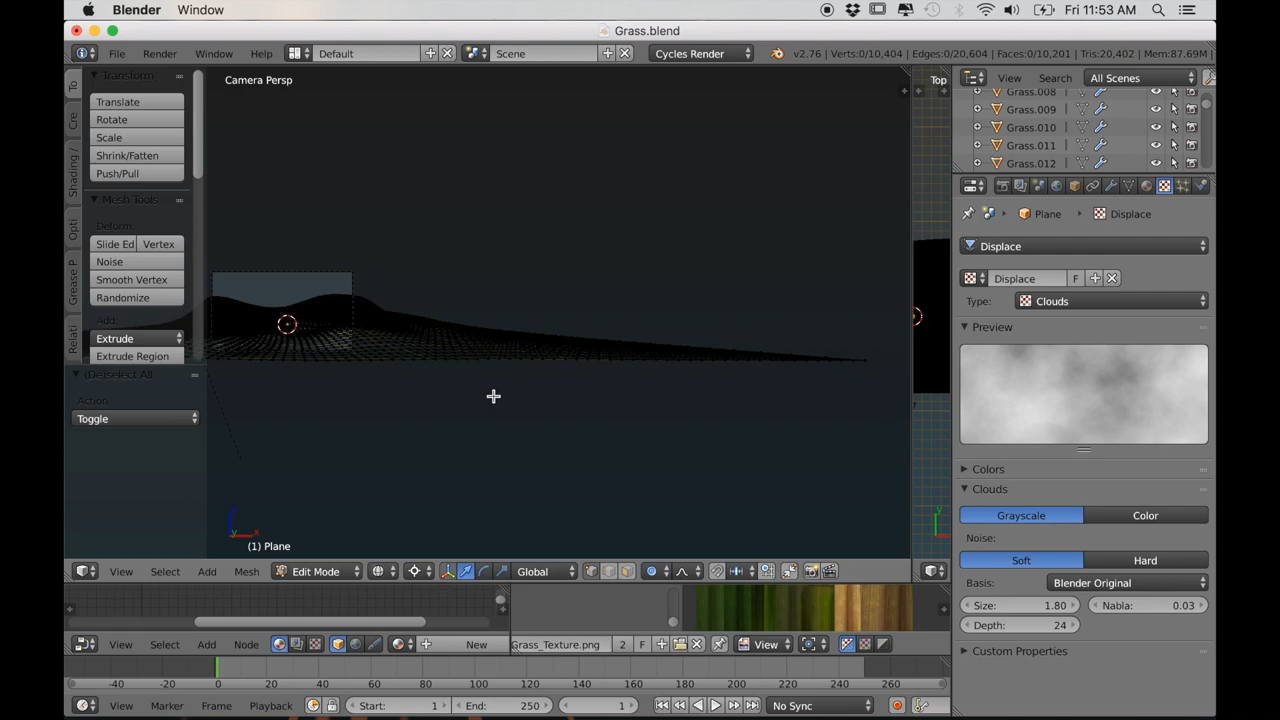 Blender Window Fri 11:53 AM
Grass.blend
File Render Window Help Default Scene Cycles Render v2.76 | Verts:0/10,404 | Edges:0/20,604 | Faces:0/10,201 | Tris:20,402 | Mem:87.69M |
Transform
Translate
Rotate
Scale
Shrink/Fatten
Push/Pull
Mesh Tools
Deform:
Slide Ed Vertex
Noise
Smooth Vertex
Randomize
Add:
Extrude
Extrude Region
To
Cre
Shading /
Opti
Grease P
Relati
(De)select All
Action
Toggle
Camera Persp
(1) Plane
Top
View Search All Scenes
Grass.008
Grass.009
Grass.010
Grass.011
Grass.012
Plane Displace
Displace
Displace F
Type: Clouds
Preview
Colors
Clouds
Grayscale Color
Noise:
Soft Hard
Basis: Blender Original
Size: 1.80 Nabla: 0.03
Depth: 24
Custom Properties
View Select Add Mesh Edit Mode Global
View Select Add Node New
Grass_Texture.png 2 F View
-40 -20 0 20 40 60 80 100 120 140 160 180 200 220 240 260
View Marker Frame Playback Start: 1 End: 250 1 No Sync